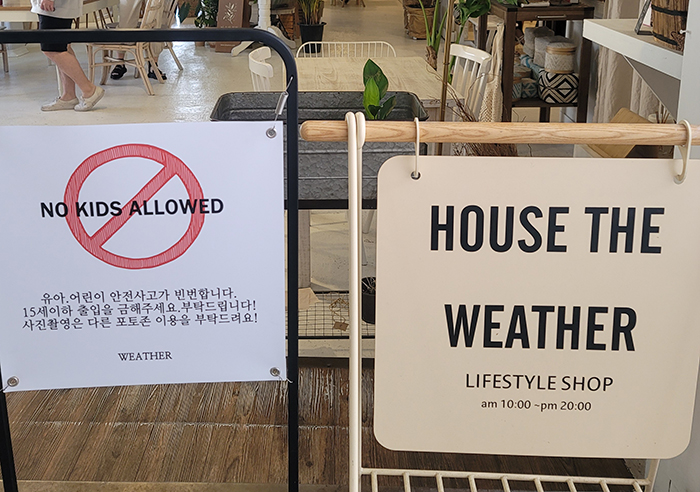 NO KIDS ALLOWED
유아.어린이 안전사고가 빈번합니다.
15세이하 출입을 금해주세요.부탁드립니다!
사진촬영은 다른 포토존 이용을 부탁드려요!
WEATHER
HOUSE THE
WEATHER
LIFESTYLE SHOP
am 10:00 ~pm 20:00